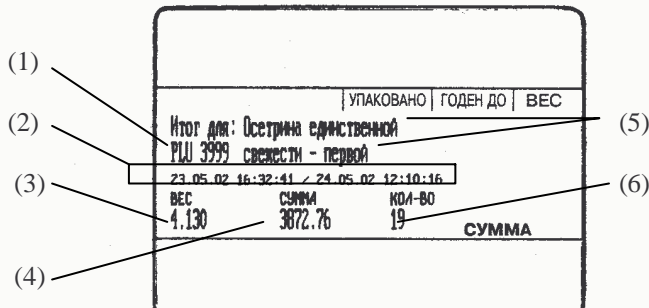 (1)
УПАКОВАНО ГОДЕН ДО ВЕС
Итог для: Осетрина единственной
(5)
(2)
PLU 3999 свежести - первой
23.05.02 16:32:41 / 24.05.02 12:10:16
(3)
ВЕС СУММА КОЛ-ВО
(6)
4.130 3872.76 19
СУММА
(4)